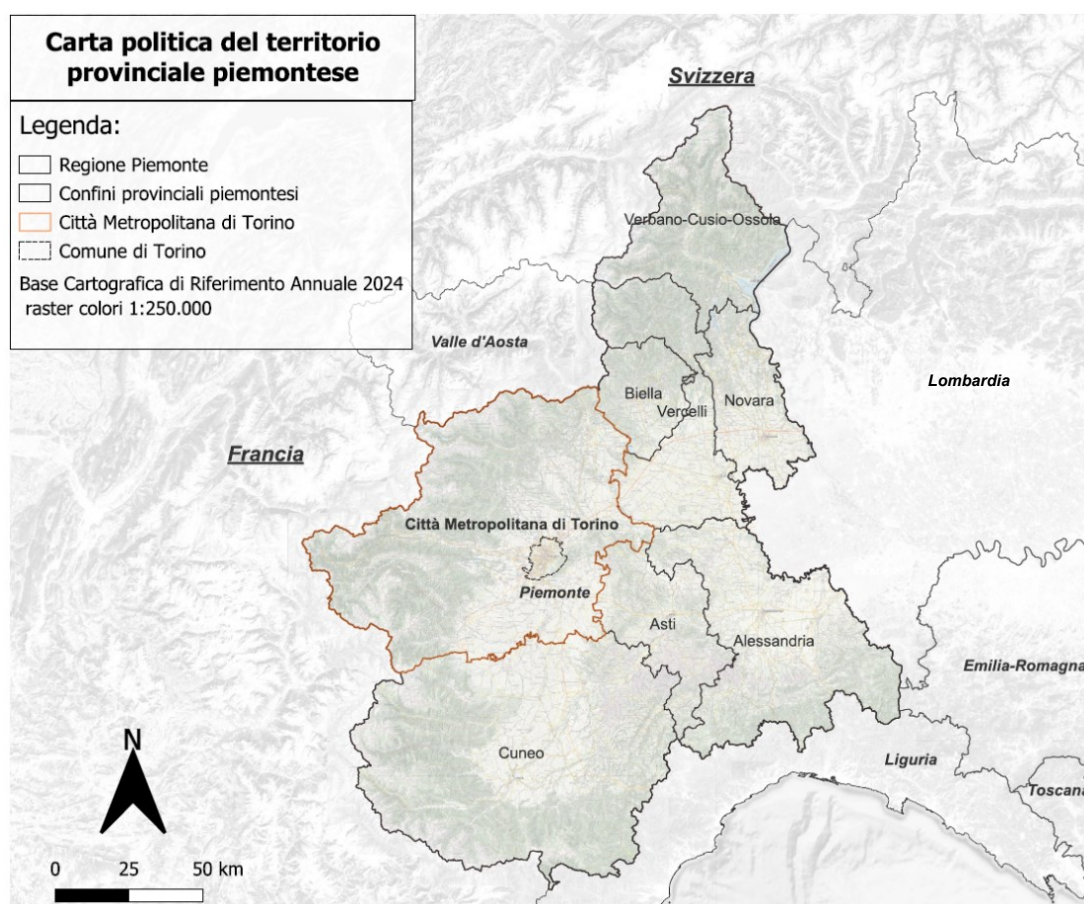 Carta politica del territorio
provinciale piemontese
Legenda:
Regione Piemonte
Confini provinciali piemontesi
Città Metropolitana di Torino
Comune di Torino
Base Cartografica di Riferimento Annuale 2024
raster colori 1:250.000
Svizzera
Verbano-Cusio-Ossola
Valle d'Aosta
Lombardia
Biella
Vercelli
Novara
Francia
Città Metropolitana di Torino
Piemonte
Asti
Alessandria
Emilia-Romagna
Cuneo
Liguria
Toscana
N
0 25 50 km